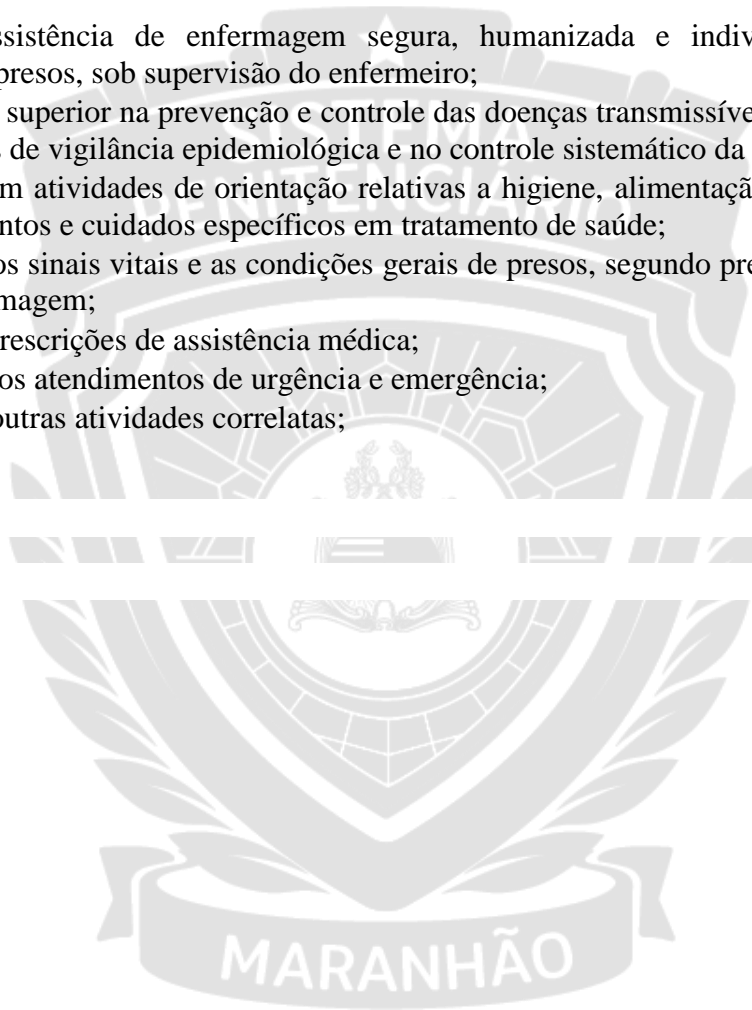 ssistência de enfermagem segura, humanizada e indiv
presos, sob supervisão do enfermeiro;
superior na prevenção e controle das doenças transmissíve
s de vigilância epidemiológica e no controle sistemático da
m atividades de orientação relativas a higiene, alimentaçã
ntos e cuidados específicos em tratamento de saúde;
os sinais vitais e as condições gerais de presos, segundo pre
magem;
rescrições de assistência médica;
os atendimentos de urgência e emergência;
outras atividades correlatas;
SISTEMA
PENITENCIÁRIO
MARANHÃO